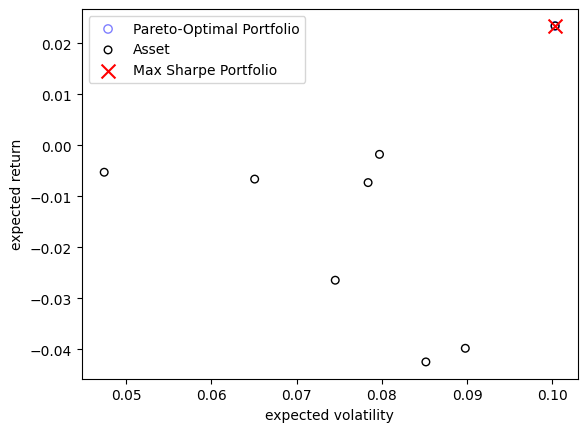 Pareto-Optimal Portfolio
Asset
Max Sharpe Portfolio
0.02
0.01
0.00
−0.01
−0.02
−0.03
−0.04
expected return
0.05 0.06 0.07 0.08 0.09 0.10
expected volatility